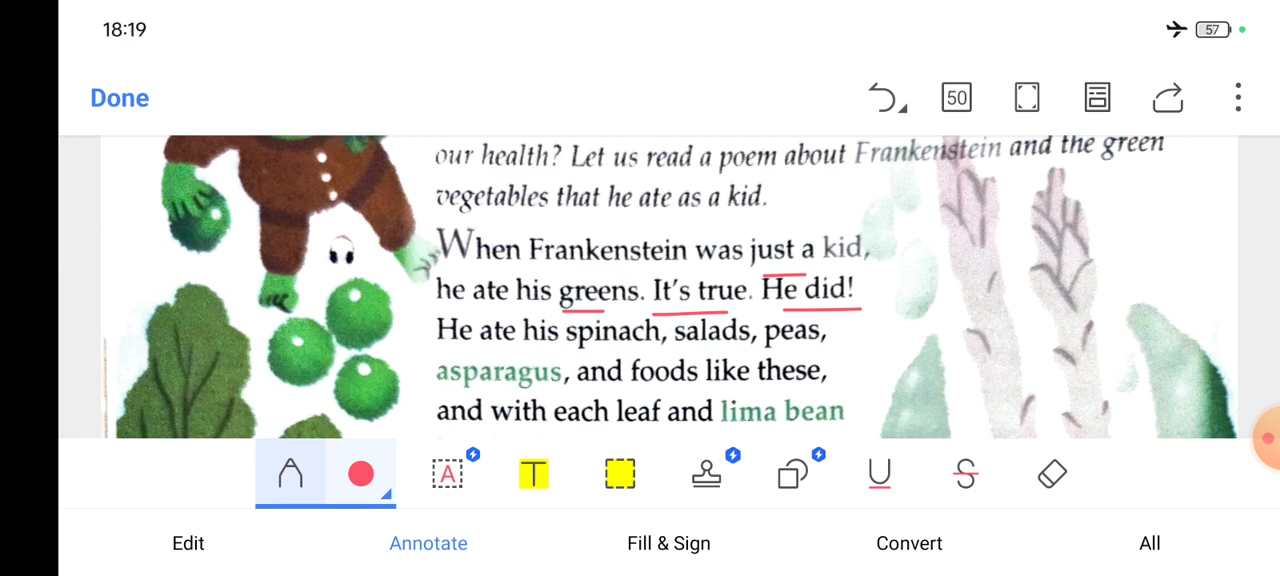 18:19
57
Done
50
our health? Let us read a poem about Frankenstein and the green
vegetables that he ate as a kid.
When Frankenstein was just a kid,
he ate his greens. It's true. He did!
He ate his spinach, salads, peas,
asparagus, and foods like these,
and with each leaf and lima bean
A
T
U
S
Edit
Annotate
Fill & Sign
Convert
All